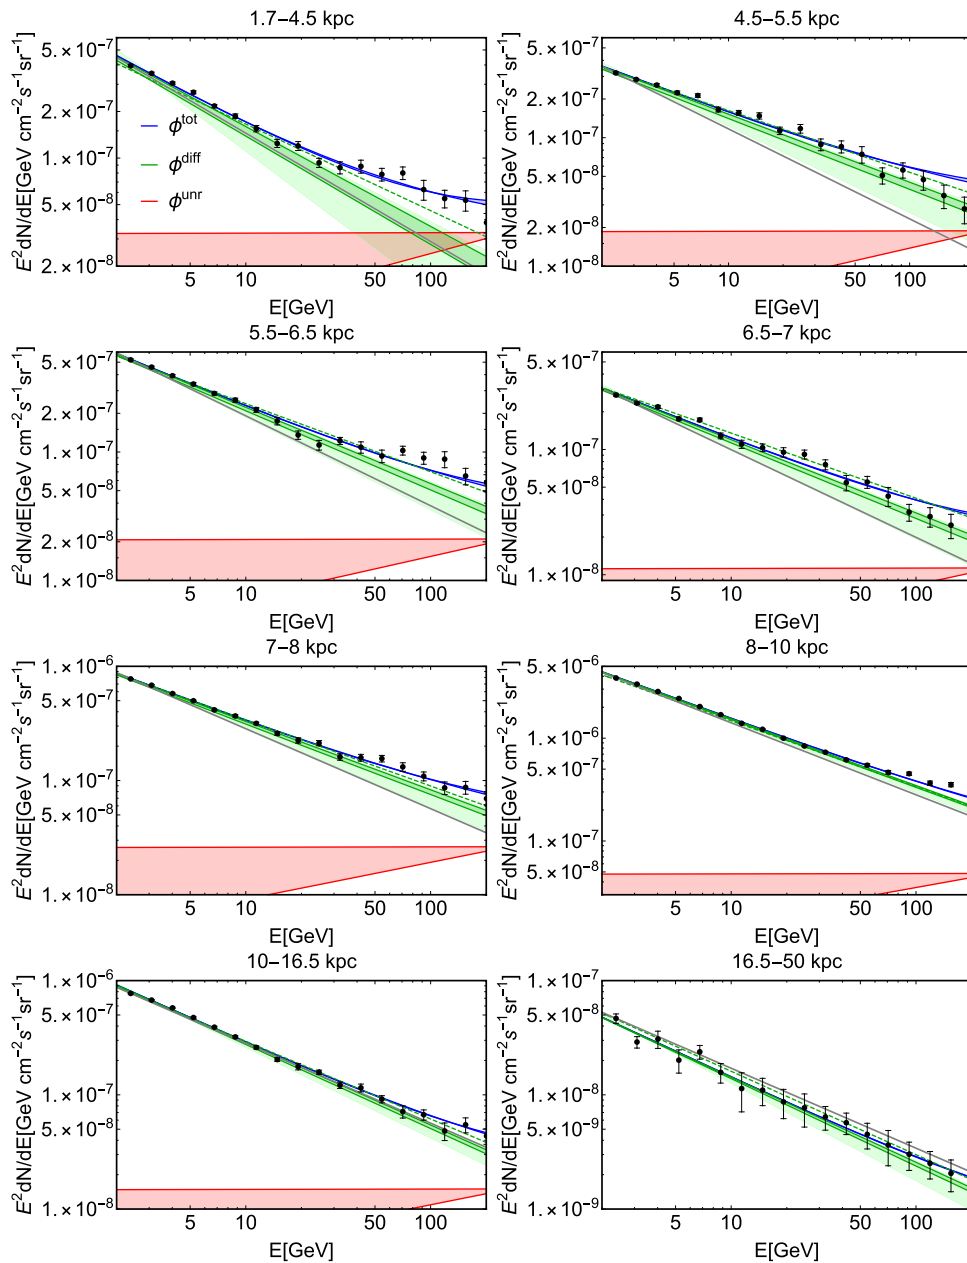 1.7–4.5 kpc
5.×10⁻⁷
2.×10⁻⁷
1.×10⁻⁷
5.×10⁻⁸
2.×10⁻⁸
E²dN/dE[GeV cm⁻²s⁻¹sr⁻¹]
ϕᵗᵒᵗ
ϕᵈⁱᶠᶠ
ϕᵘⁿʳ
5 10 50 100
E[GeV]
4.5–5.5 kpc
5.×10⁻⁷
2.×10⁻⁷
1.×10⁻⁷
5.×10⁻⁸
2.×10⁻⁸
1.×10⁻⁸
E²dN/dE[GeV cm⁻²s⁻¹sr⁻¹]
5 10 50 100
E[GeV]
5.5–6.5 kpc
5.×10⁻⁷
2.×10⁻⁷
1.×10⁻⁷
5.×10⁻⁸
2.×10⁻⁸
1.×10⁻⁸
E²dN/dE[GeV cm⁻²s⁻¹sr⁻¹]
5 10 50 100
E[GeV]
6.5–7 kpc
5.×10⁻⁷
1.×10⁻⁷
5.×10⁻⁸
1.×10⁻⁸
E²dN/dE[GeV cm⁻²s⁻¹sr⁻¹]
5 10 50 100
E[GeV]
7–8 kpc
1.×10⁻⁶
5.×10⁻⁷
1.×10⁻⁷
5.×10⁻⁸
1.×10⁻⁸
E²dN/dE[GeV cm⁻²s⁻¹sr⁻¹]
5 10 50 100
E[GeV]
8–10 kpc
5.×10⁻⁶
1.×10⁻⁶
5.×10⁻⁷
1.×10⁻⁷
5.×10⁻⁸
E²dN/dE[GeV cm⁻²s⁻¹sr⁻¹]
5 10 50 100
E[GeV]
10–16.5 kpc
1.×10⁻⁶
5.×10⁻⁷
1.×10⁻⁷
5.×10⁻⁸
1.×10⁻⁸
E²dN/dE[GeV cm⁻²s⁻¹sr⁻¹]
5 10 50 100
E[GeV]
16.5–50 kpc
1.×10⁻⁷
5.×10⁻⁸
1.×10⁻⁸
5.×10⁻⁹
1.×10⁻⁹
E²dN/dE[GeV cm⁻²s⁻¹sr⁻¹]
5 10 50 100
E[GeV]